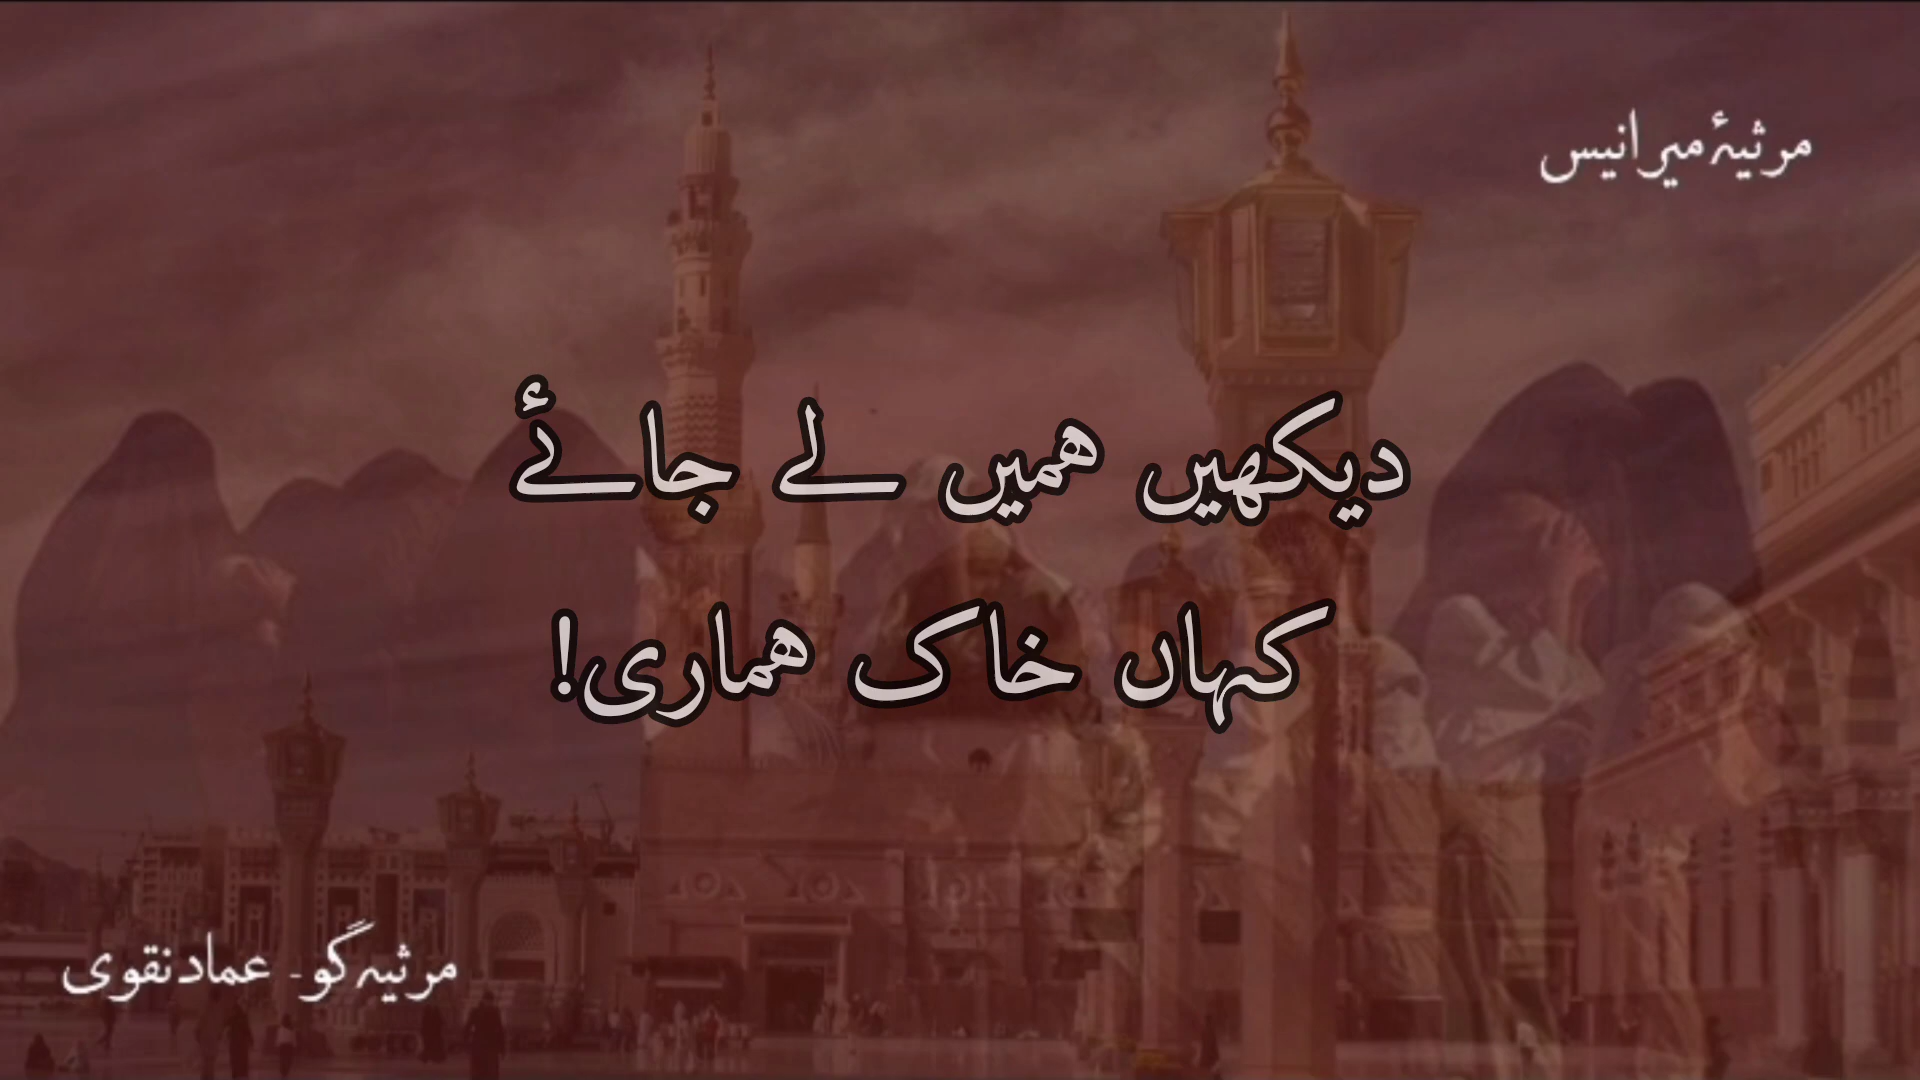 مرثیۂ میر انیس
دیکھیں ہمیں لے جائے
کہاں خاک ہماری!
مرثیہ گو - عماد نقوی